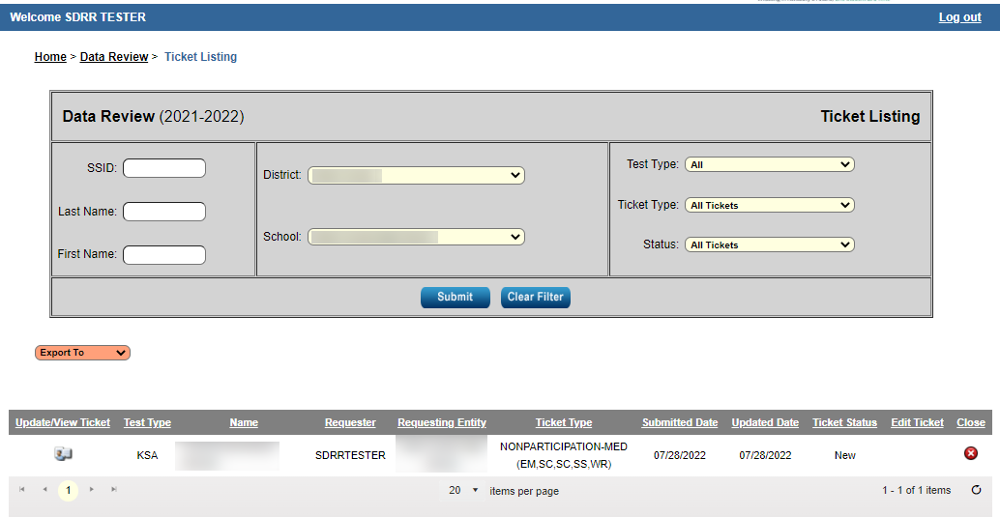 Welcome SDRR TESTER Log out
Home > Data Review > Ticket Listing
Data Review (2021-2022) Ticket Listing
SSID:
Last Name:
First Name:
District:
School:
Test Type: All
Ticket Type: All Tickets
Status: All Tickets
Submit Clear Filter
Export To
Update/View Ticket Test Type Name Requester Requesting Entity Ticket Type Submitted Date Updated Date Ticket Status Edit Ticket Close
KSA SDRRTESTER NONPARTICIPATION-MED (EM,SC,SC,SS,WR) 07/28/2022 07/28/2022 New
1 20 items per page 1 - 1 of 1 items